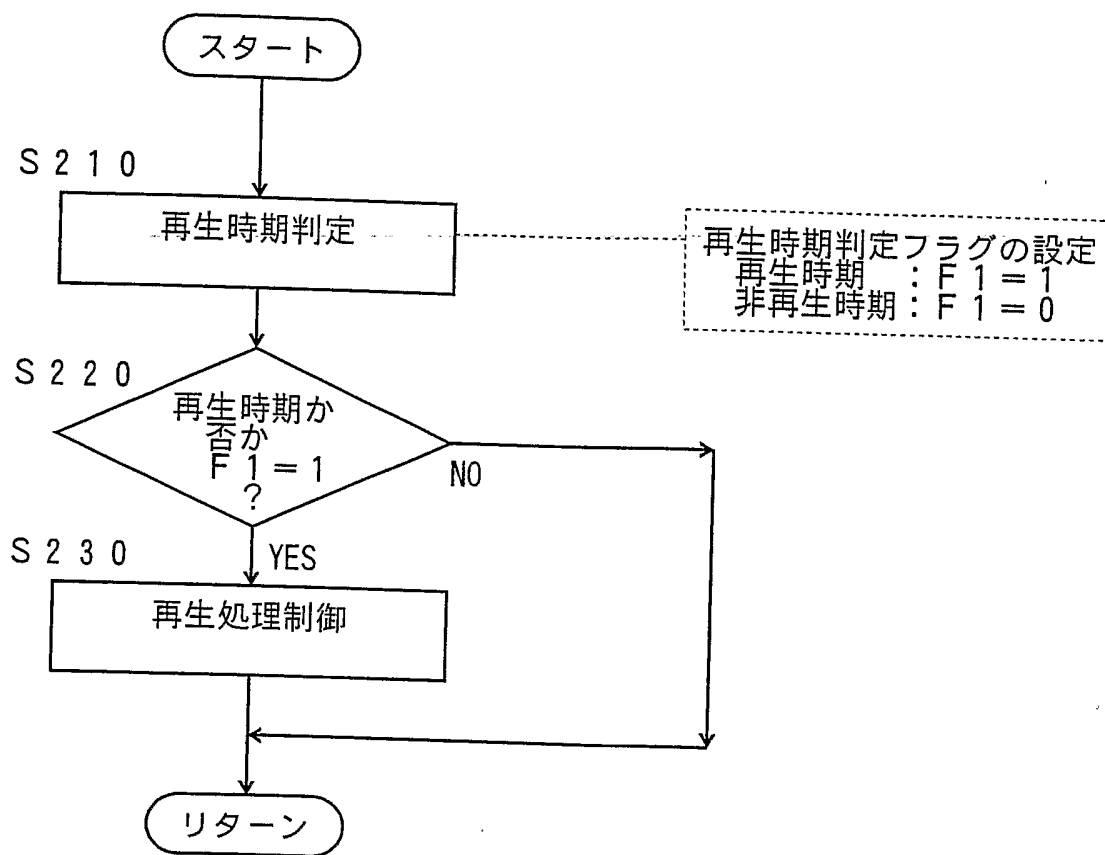 スタート
S210
再生時期判定
再生時期判定フラグの設定
再生時期 :F1=1
非再生時期:F1=0
S220
再生時期か
否か
F1=1
?
NO
YES
S230
再生処理制御
リターン